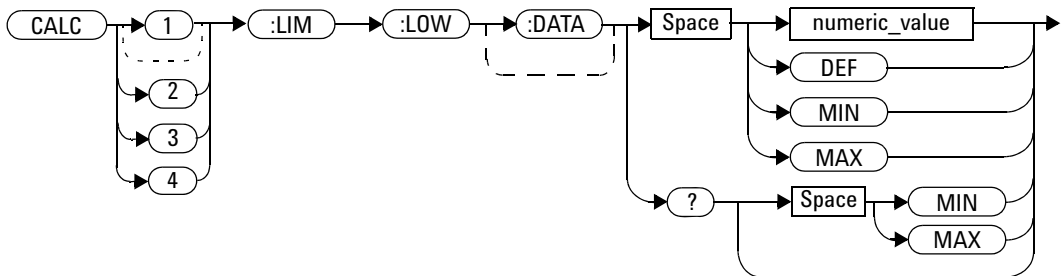 CALC 1 :LIM :LOW :DATA Space numeric_value
2 DEF
3 MIN
4 MAX
? Space MIN
MAX